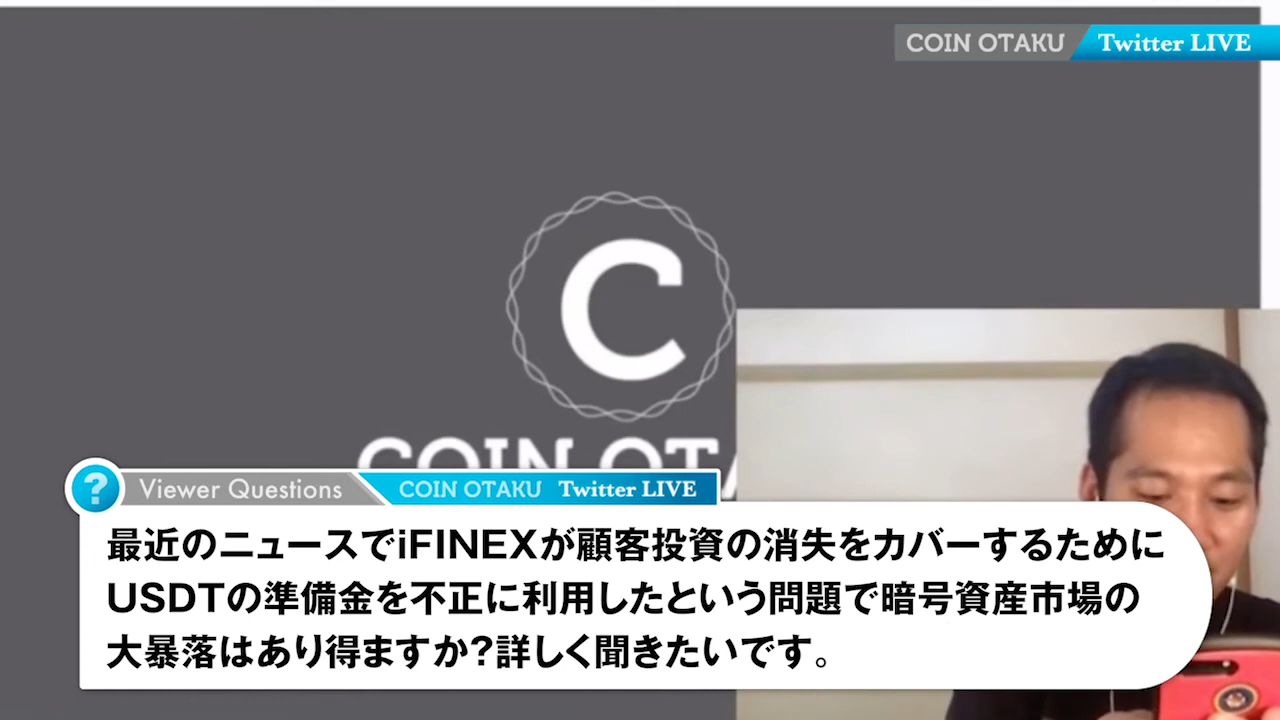 COIN OTAKU Twitter LIVE
C
COIN OTA
Viewer Questions COIN OTAKU Twitter LIVE
最近のニュースでiFINEXが顧客投資の消失をカバーするために
USDTの準備金を不正に利用したという問題で暗号資産市場の
大暴落はあり得ますか?詳しく聞きたいです。